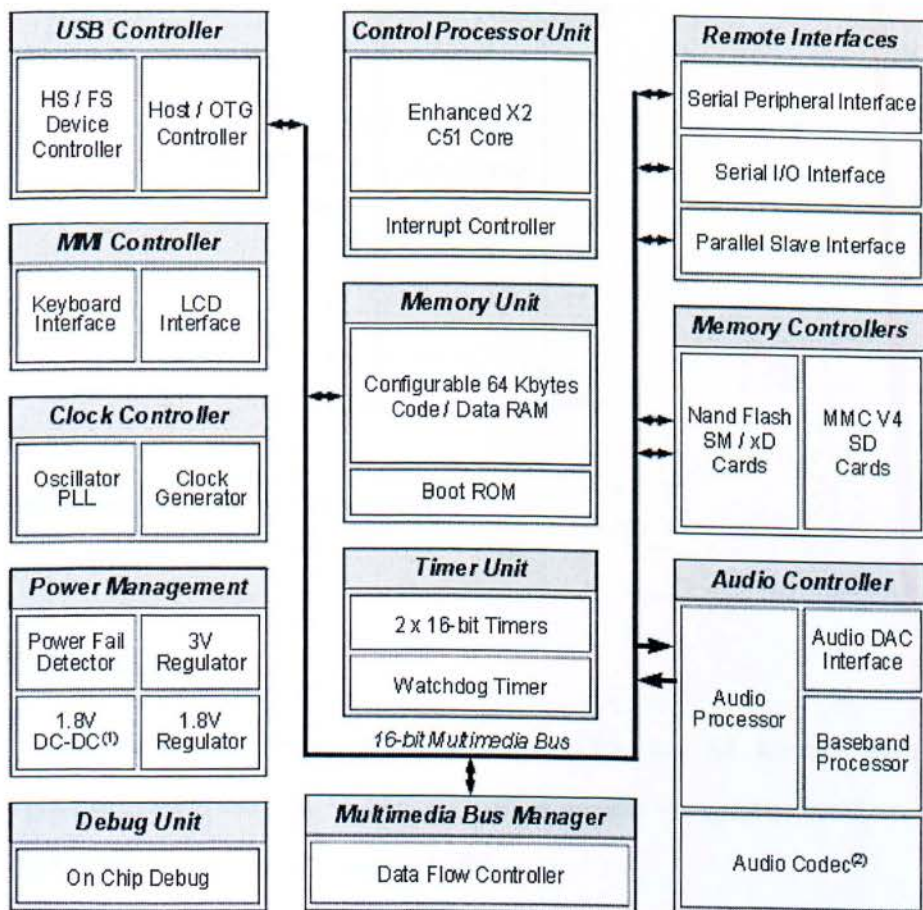 USB Controller
HS / FS
Device
Controller
Host / OTG
Controller
MMI Controller
Keyboard
Interface
LCD
Interface
Clock Controller
Oscillator
PLL
Clock
Generator
Power Management
Power Fail
Detector
3V
Regulator
1.8V
DC-DC(1)
1.8V
Regulator
Debug Unit
On Chip Debug
Control Processor Unit
Enhanced X2
C51 Core
Interrupt Controller
Memory Unit
Configurable 64 Kbytes
Code / Data RAM
Boot ROM
Timer Unit
2 x 16-bit Timers
Watchdog Timer
16-bit Multimedia Bus
Multimedia Bus Manager
Data Flow Controller
Remote Interfaces
Serial Peripheral Interface
Serial I/O Interface
Parallel Slave Interface
Memory Controllers
Nand Flash
SM / xD
Cards
MMC V4
SD
Cards
Audio Controller
Audio
Processor
Audio DAC
Interface
Baseband
Processor
Audio Codec(2)